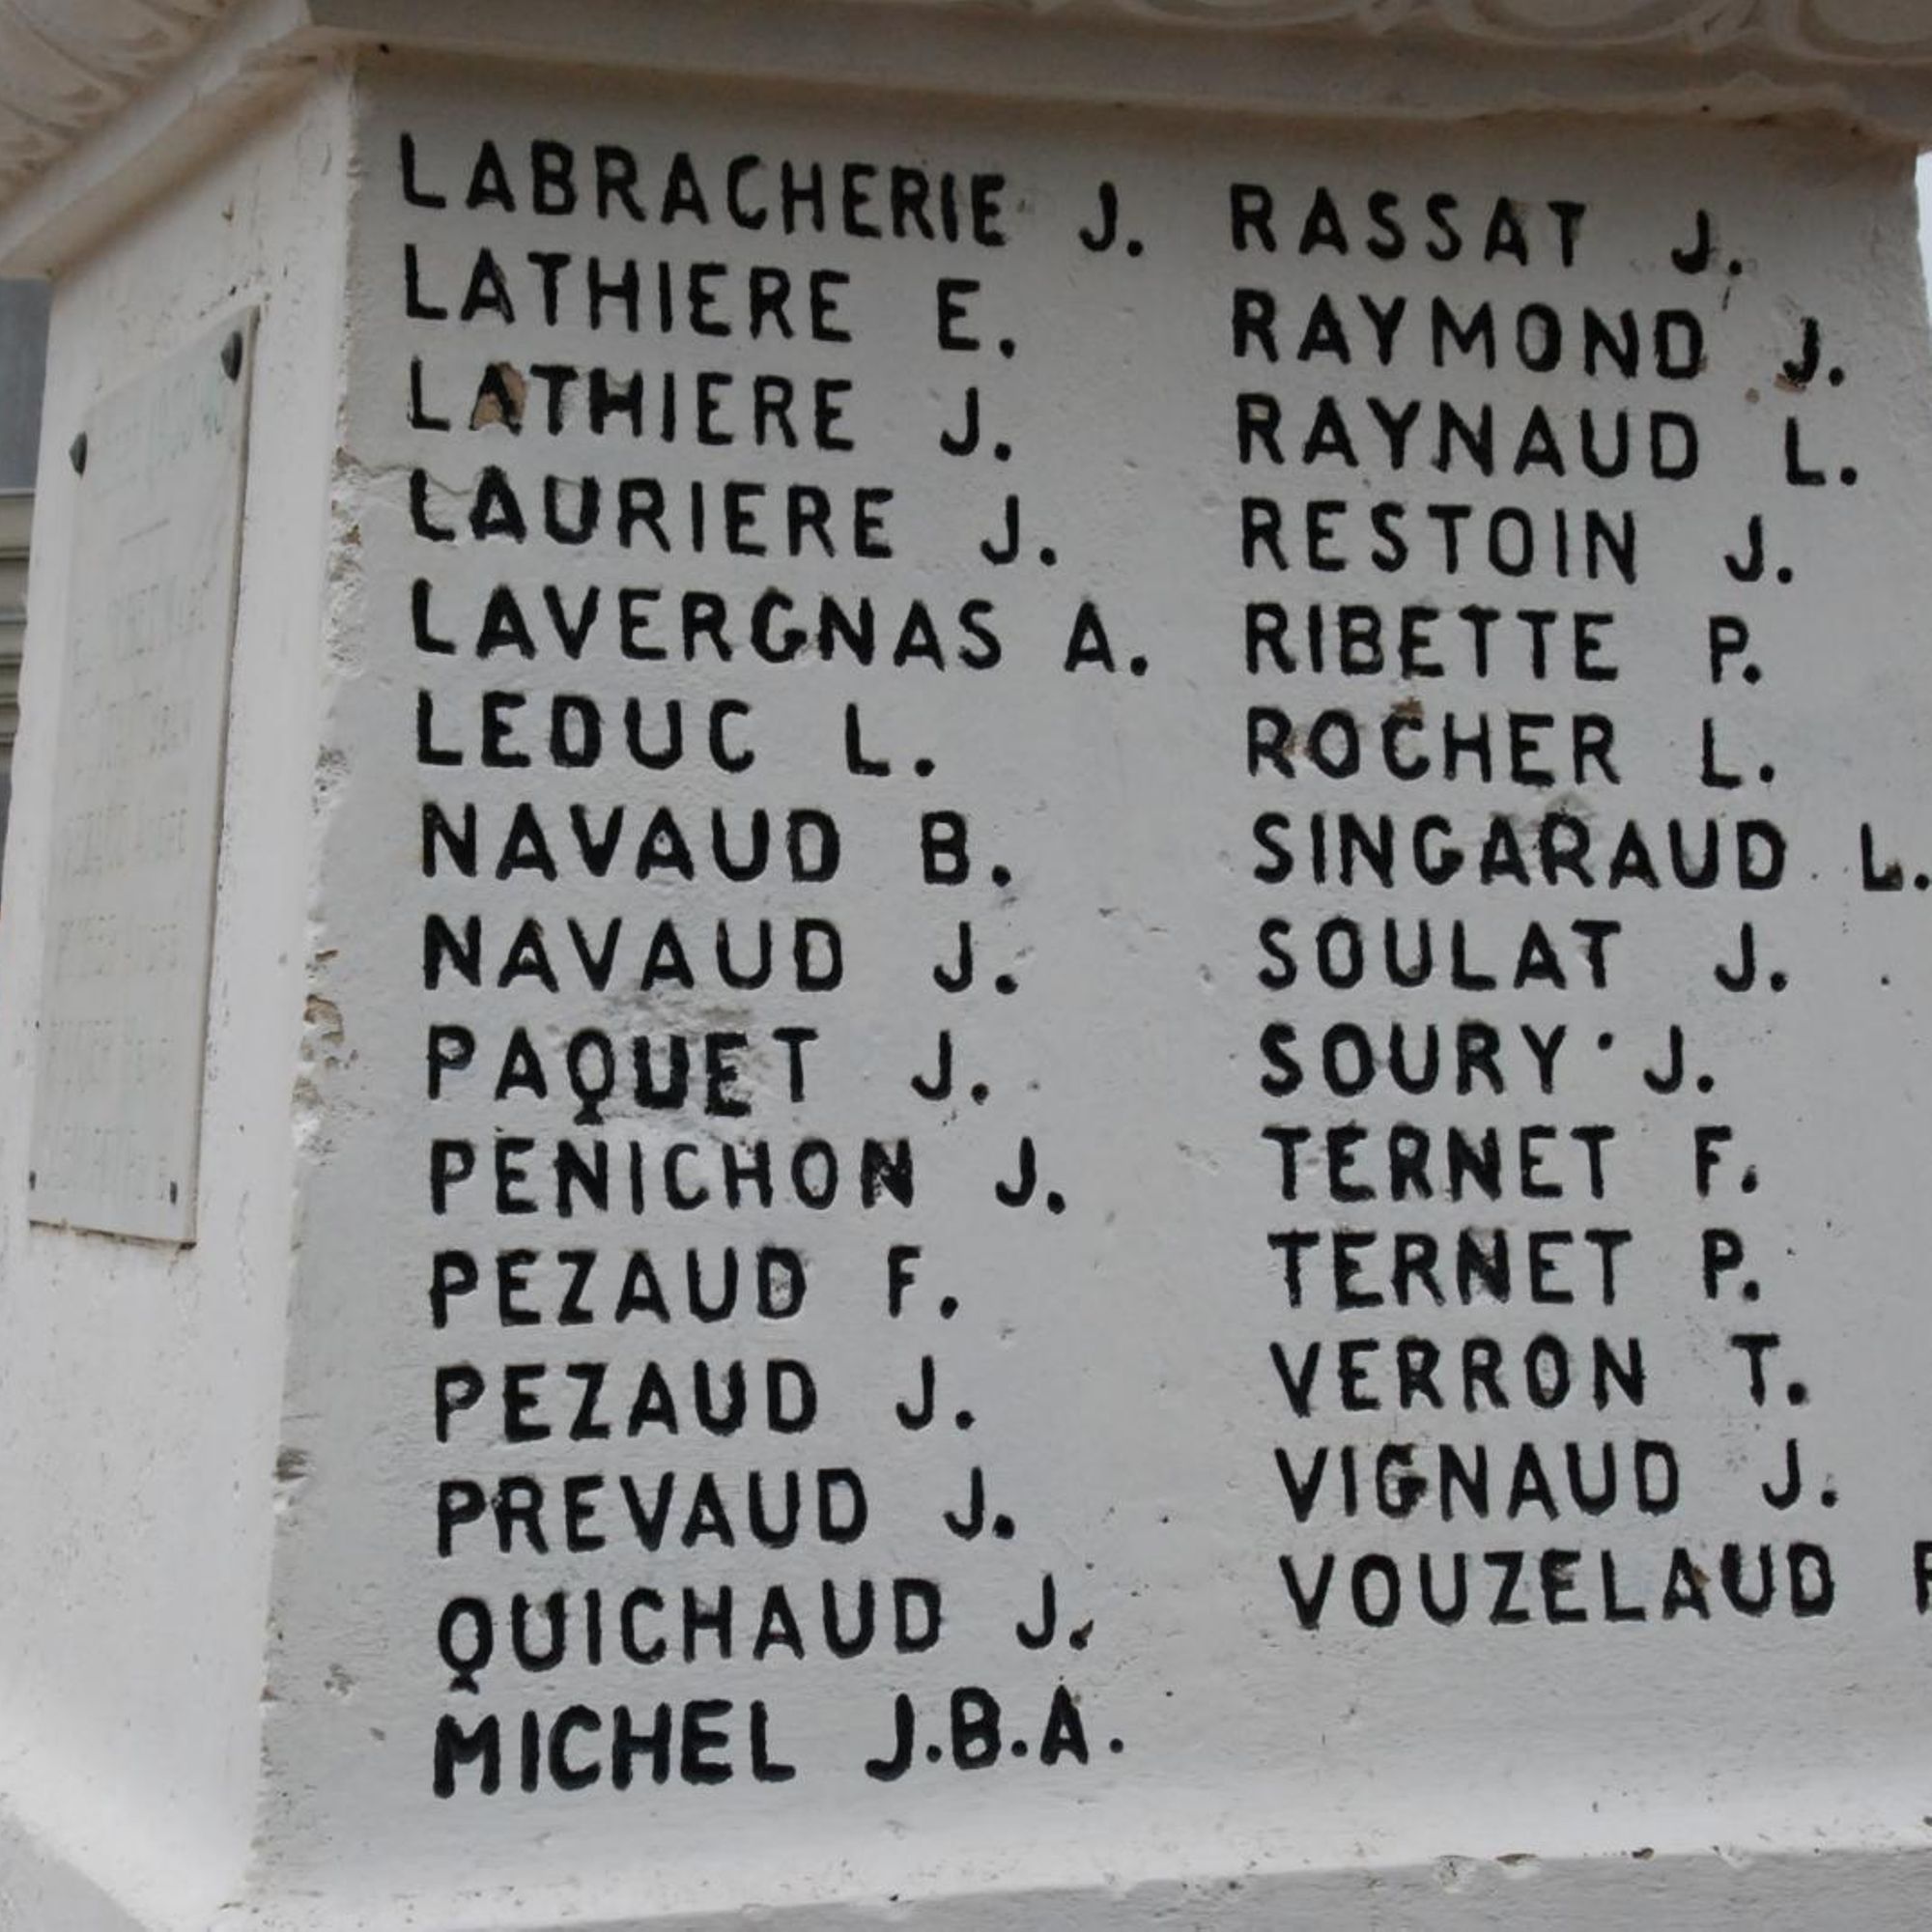 LABRACHERIE J.
LATHIERE E.
LATHIERE J.
LAURIERE J.
LAVERGNAS A.
LEDUC L.
NAVAUD B.
NAVAUD J.
PAQUET J.
PENICHON J.
PEZAUD F.
PEZAUD J.
PREVAUD J.
QUICHAUD J.
MICHEL J.B.A.
RASSAT J.
RAYMOND J.
RAYNAUD L.
RESTOIN J.
RIBETTE P.
ROCHER L.
SINGARAUD L.
SOULAT J.
SOURY J.
TERNET F.
TERNET P.
VERRON T.
VIGNAUD J.
VOUZELAUD